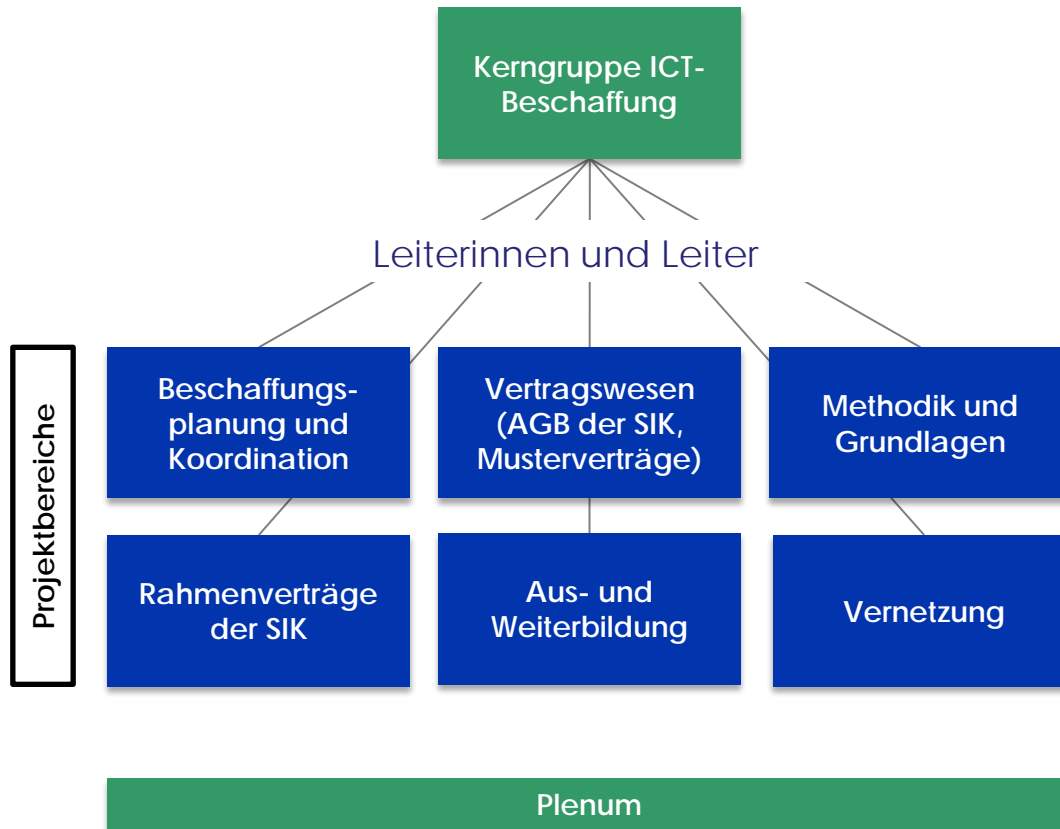 Kerngruppe ICT-
Beschaffung
Leiterinnen und Leiter
Projektbereiche
Beschaffungs-
planung und
Koordination
Vertragswesen
(AGB der SIK,
Musterverträge)
Methodik und
Grundlagen
Rahmenverträge
der SIK
Aus- und
Weiterbildung
Vernetzung
Plenum